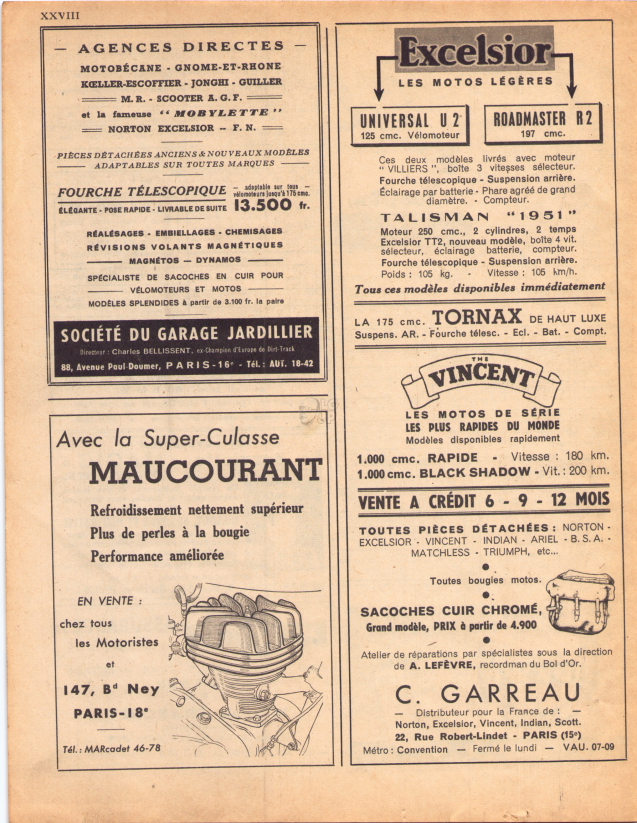 XXVIII
— AGENCES DIRECTES —
MOTOBÉCANE - GNOME-ET-RHONE
KŒLLER-ESCOFFIER - JONGHI - GUILLER
M. R. - SCOOTER A. G. F.
et la fameuse " MOBYLETTE "
NORTON EXCELSIOR — F. N.
PIÈCES DÉTACHÉES ANCIENS & NOUVEAUX MODÈLES
ADAPTABLES SUR TOUTES MARQUES
FOURCHE TÉLESCOPIQUE — adaptable sur tous — vélomoteurs jusqu'à 175 cmc.
ÉLÉGANTE - POSE RAPIDE - LIVRABLE DE SUITE 13.500 fr.
RÉALÉSAGES - EMBIELLAGES - CHEMISAGES
RÉVISIONS VOLANTS MAGNÉTIQUES
MAGNÉTOS — DYNAMOS
SPÉCIALISTE DE SACOCHES EN CUIR POUR
VÉLOMOTEURS ET MOTOS
MODÈLES SPLENDIDES à partir de 3.100 fr. la paire
SOCIÉTÉ DU GARAGE JARDILLIER
Directeur : Charles BELLISSENT, ex-Champion d'Europe de Dirt-Track
88, Avenue Paul-Doumer, PARIS-16e - Tél. : AUT. 18-42
Avec la Super-Culasse
MAUCOURANT
Refroidissement nettement supérieur
Plus de perles à la bougie
Performance améliorée
EN VENTE :
chez tous
les Motoristes
et
147, Bd Ney
PARIS-18e
Tél. : MARcadet 46-78
Excelsior
LES MOTOS LÉGÈRES
UNIVERSAL U 2
125 cmc. Vélomoteur
ROADMASTER R 2
197 cmc.
Ces deux modèles livrés avec moteur
" VILLIERS ", boîte 3 vitesses sélecteur.
Fourche télescopique - Suspension arrière.
Éclairage par batterie - Phare agréé de grand
diamètre. - Compteur.
TALISMAN "1951"
Moteur 250 cmc., 2 cylindres, 2 temps
Excelsior TT2, nouveau modèle, boîte 4 vit.
sélecteur, éclairage batterie, compteur.
Fourche télescopique - Suspension arrière.
Poids : 105 kg. - Vitesse : 105 km/h.
Tous ces modèles disponibles immédiatement
LA 175 cmc. TORNAX DE HAUT LUXE
Suspens. AR. - Fourche télesc. - Ecl. - Bat. - Compt.
THE
VINCENT
LES MOTOS DE SÉRIE
LES PLUS RAPIDES DU MONDE
Modèles disponibles rapidement
1.000 cmc. RAPIDE - Vitesse : 180 km.
1.000 cmc. BLACK SHADOW - Vit. : 200 km.
VENTE A CRÉDIT 6 - 9 - 12 MOIS
TOUTES PIÈCES DÉTACHÉES : NORTON -
EXCELSIOR - VINCENT - INDIAN - ARIEL - B. S. A. -
MATCHLESS - TRIUMPH, etc...
Toutes bougies motos.
SACOCHES CUIR CHROMÉ,
Grand modèle, PRIX à partir de 4.900
Atelier de réparations par spécialistes sous la direction
de A. LEFÈVRE, recordman du Bol d'Or.
C. GARREAU
— Distributeur pour la France de : —
Norton, Excelsior, Vincent, Indian, Scott.
22, Rue Robert-Lindet - PARIS (15e)
Métro : Convention — Fermé le lundi — VAU. 07-09